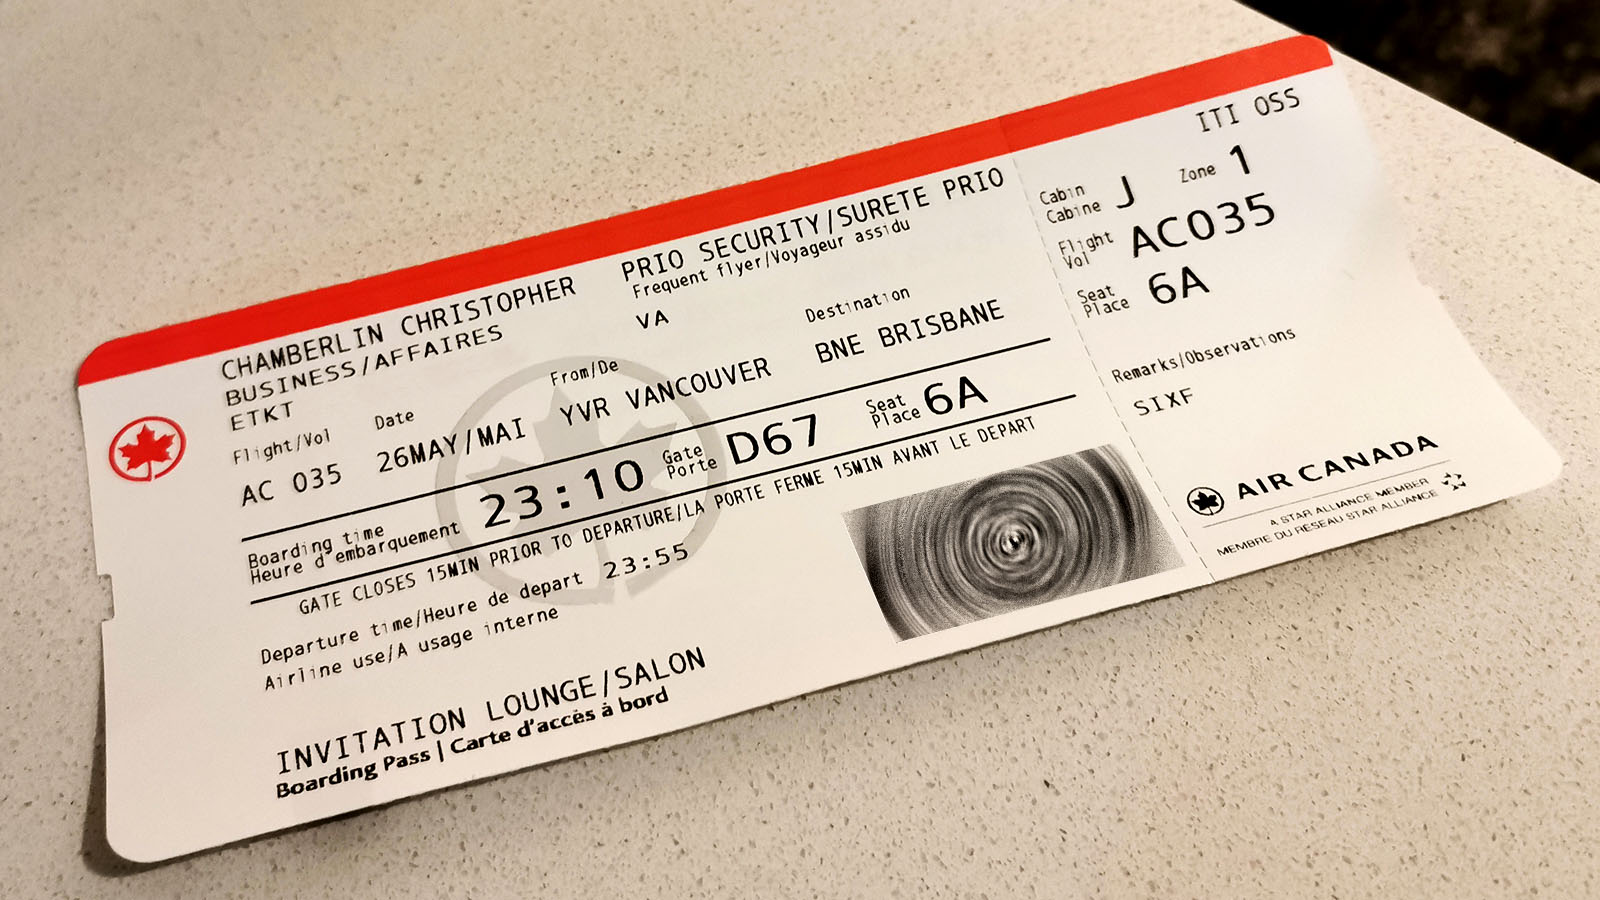 CHAMBERLIN CHRISTOPHER
BUSINESS/AFFAIRES
ETKT
PRIO SECURITY/SURETE PRIO
Frequent flyer/Voyageur assidu
VA
Flight/Vol
AC 035
Date
26MAY/MAI
From/De
YVR VANCOUVER
Destination
BNE BRISBANE
Boarding time
Heure d'embarquement
23:10
Gate
Porte
D67
Seat
Place
6A
GATE CLOSES 15MIN PRIOR TO DEPARTURE/LA PORTE FERME 15MIN AVANT LE DEPART
Departure time/Heure de depart 23:55
Airline use/A usage interne
INVITATION LOUNGE/SALON
Boarding Pass | Carte d'accès à bord
ITI OSS
Cabin
Cabine
J
Zone 1
Flight
Vol
AC035
Seat
Place
6A
Remarks/Observations
SIXF
AIR CANADA
A STAR ALLIANCE MEMBER
MEMBRE DU RÉSEAU STAR ALLIANCE